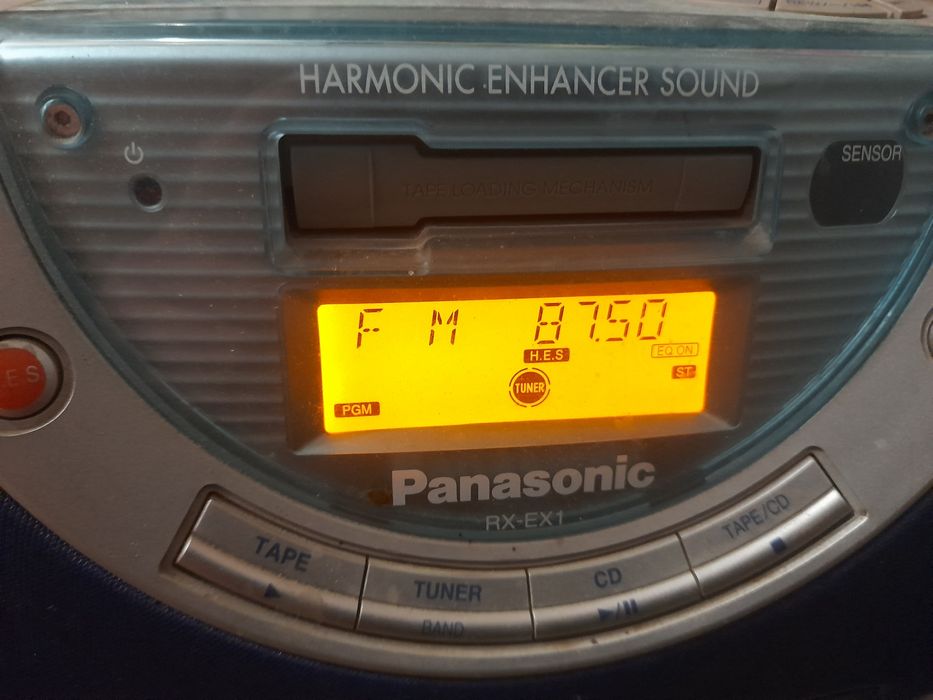 HARMONIC ENHANCER SOUND
SENSOR
TAPE LOADING MECHANISM
FM 87.50
H.E.S
EQ ON
TUNER
ST
PGM
E S
Panasonic
RX-EX1
TAPE
TUNER
BAND
CD
TAPE/CD